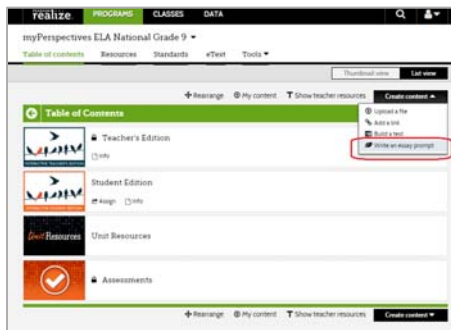 realize.
PROGRAMS CLASSES DATA
myPerspectives ELA National Grade 9
Table of contents Resources Standards eText Tools
Thumbnail view List view
Rearrange My content Show teacher resources Create content
Upload a file
Add a link
Build a test
Write an essay prompt
Table of Contents
Teacher's Edition
Info
Student Edition
Assign Info
Unit Resources Unit Resources
Assessments
Rearrange My content Show teacher resources Create content